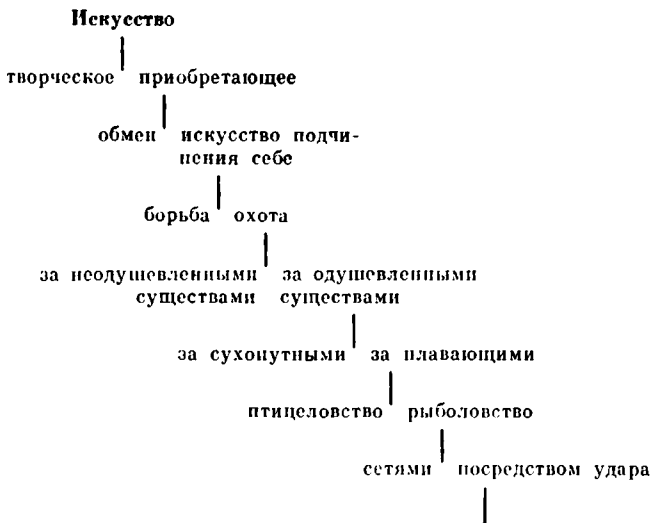 Искусство
творческое приобретающее
обмен искусство подчи-
нения себе
борьба охота
за неодушевленными за одушевленными
существами существами
за сухопутными за плавающими
птицеловство рыболовство
сетями посредством удара